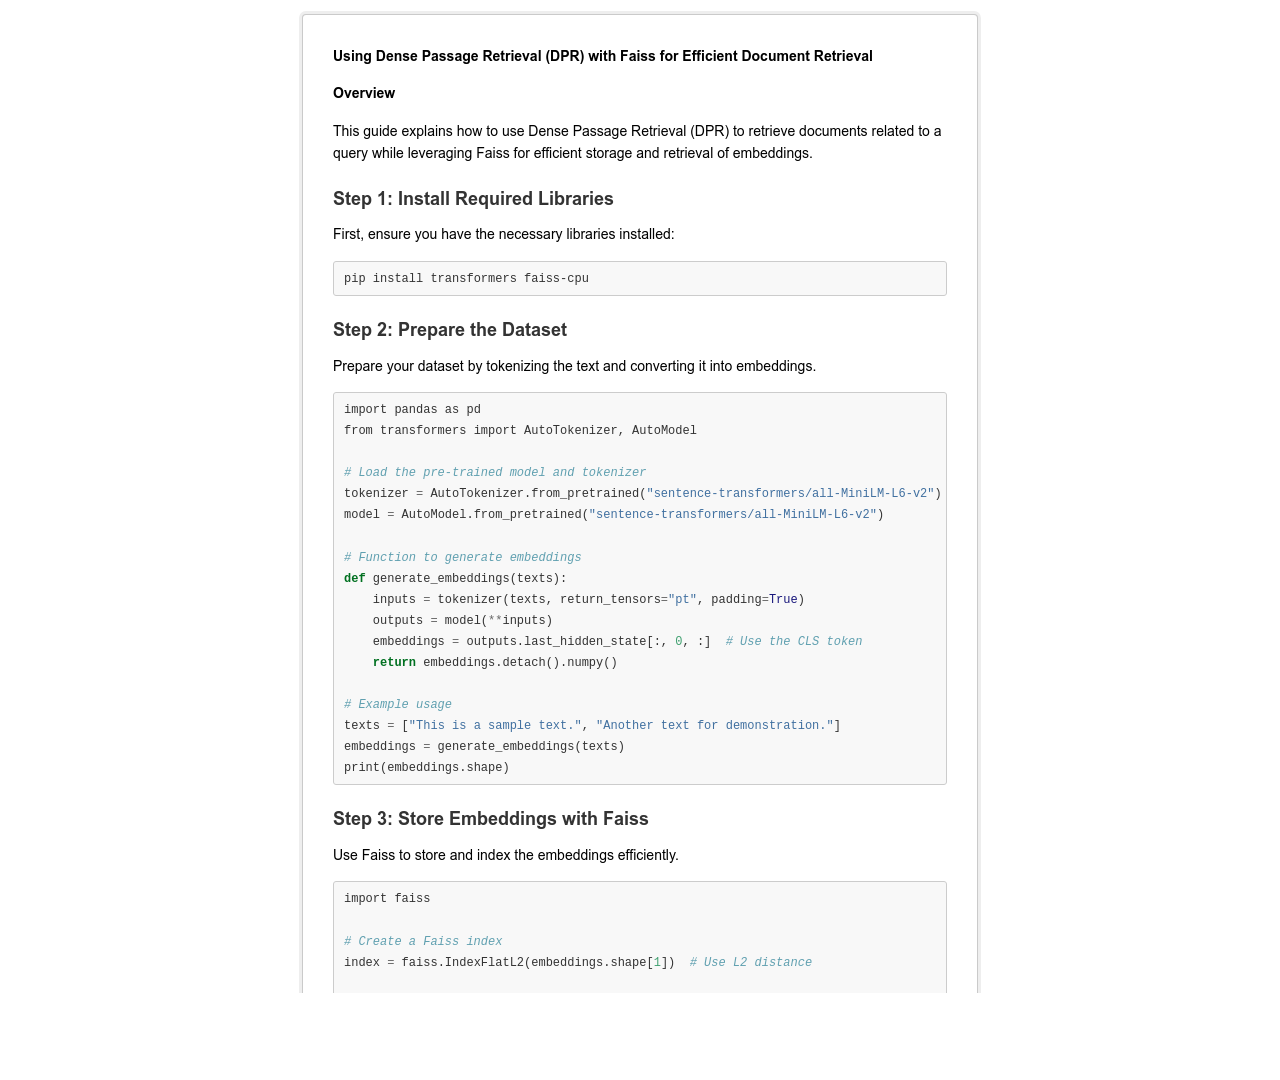 Using Dense Passage Retrieval (DPR) with Faiss for Efficient Document Retrieval
Overview
This guide explains how to use Dense Passage Retrieval (DPR) to retrieve documents related to a
query while leveraging Faiss for efficient storage and retrieval of embeddings.
Step 1: Install Required Libraries
First, ensure you have the necessary libraries installed:
pip install transformers faiss-cpu
Step 2: Prepare the Dataset
Prepare your dataset by tokenizing the text and converting it into embeddings.
import pandas as pd
from transformers import AutoTokenizer, AutoModel
# Load the pre-trained model and tokenizer
tokenizer = AutoTokenizer.from_pretrained("sentence-transformers/all-MiniLM-L6-v2")
model = AutoModel.from_pretrained("sentence-transformers/all-MiniLM-L6-v2")
# Function to generate embeddings
def generate_embeddings(texts):
    inputs = tokenizer(texts, return_tensors="pt", padding=True)
    outputs = model(**inputs)
    embeddings = outputs.last_hidden_state[:, 0, :]  # Use the CLS token
    return embeddings.detach().numpy()
# Example usage
texts = ["This is a sample text.", "Another text for demonstration."]
embeddings = generate_embeddings(texts)
print(embeddings.shape)
Step 3: Store Embeddings with Faiss
Use Faiss to store and index the embeddings efficiently.
import faiss
# Create a Faiss index
index = faiss.IndexFlatL2(embeddings.shape[1])  # Use L2 distance